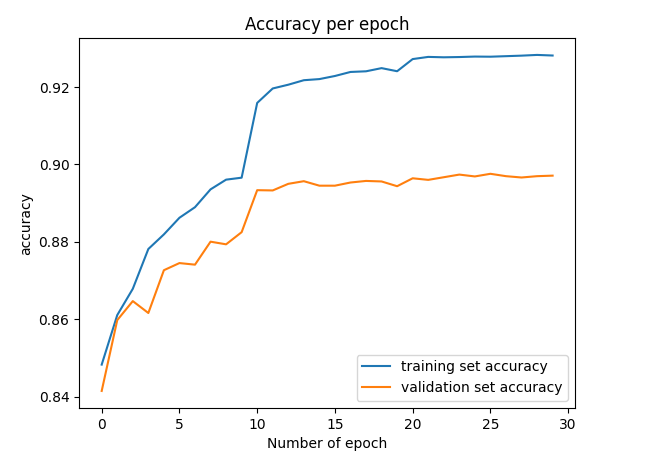 Accuracy per epoch
accuracy
0.92
0.90
0.88
0.86
0.84
training set accuracy
validation set accuracy
0 5 10 15 20 25 30
Number of epoch